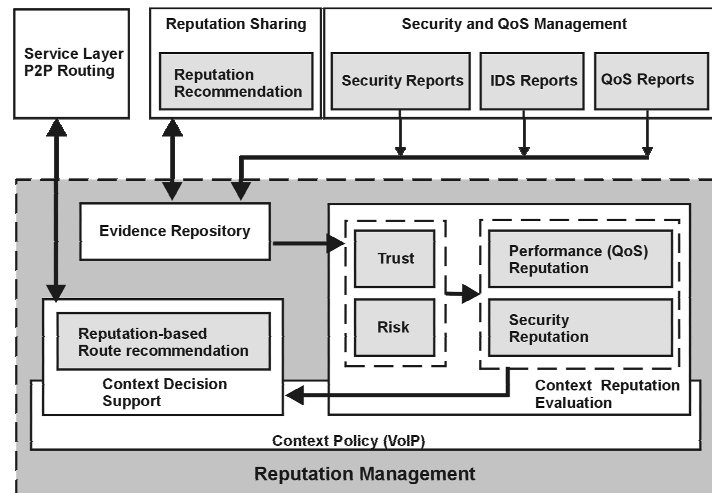 Service Layer
P2P Routing
Reputation Sharing
Reputation
Recommendation
Security and QoS Management
Security Reports
IDS Reports
QoS Reports
Evidence Repository
Trust
Risk
Performance (QoS)
Reputation
Security
Reputation
Context Reputation
Evaluation
Reputation-based
Route recommendation
Context Decision
Support
Context Policy (VoIP)
Reputation Management